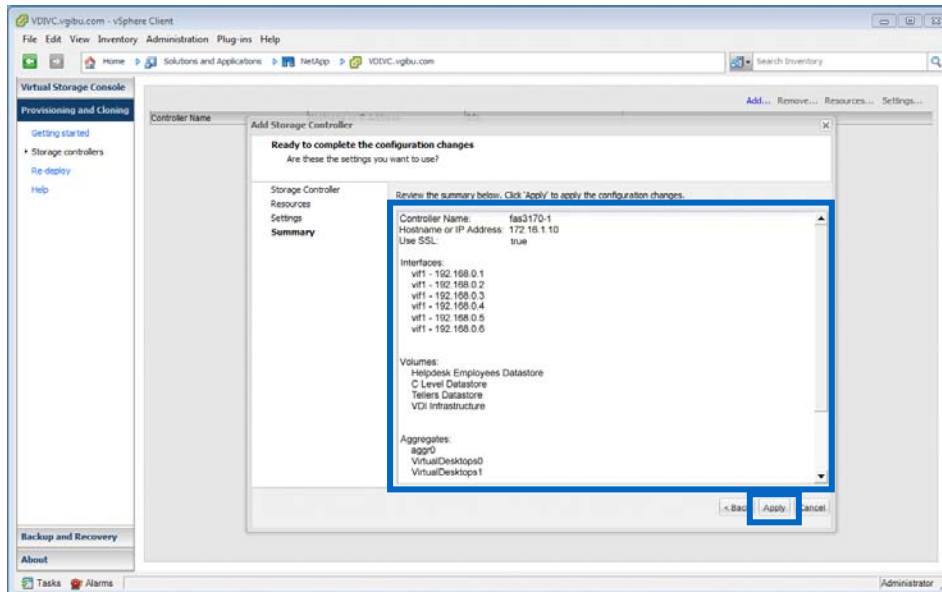 VDIVC.vgibu.com - vSphere Client
File Edit View Inventory Administration Plug-ins Help
Home Solutions and Applications NetApp VDIVC.vgibu.com Search Inventory
Virtual Storage Console
Provisioning and Cloning
Getting started
Storage controllers
Re-deploy
Help
Backup and Recovery
About
Add... Remove... Resources... Settings...
Controller Name
Add Storage Controller
Ready to complete the configuration changes
Are these the settings you want to use?
Storage Controller
Resources
Settings
Summary
Review the summary below. Click 'Apply' to apply the configuration changes.
Controller Name: fas3170-1
Hostname or IP Address: 172.16.1.10
Use SSL: true
Interfaces:
vif1 - 192.168.0.1
vif1 - 192.168.0.2
vif1 - 192.168.0.3
vif1 - 192.168.0.4
vif1 - 192.168.0.5
vif1 - 192.168.0.6
Volumes:
Helpdesk Employees Datastore
C Level Datastore
Tellers Datastore
VDI Infrastructure
Aggregates:
aggr0
VirtualDesktops0
VirtualDesktops1
< Back Apply Cancel
Tasks Alarms Administrator